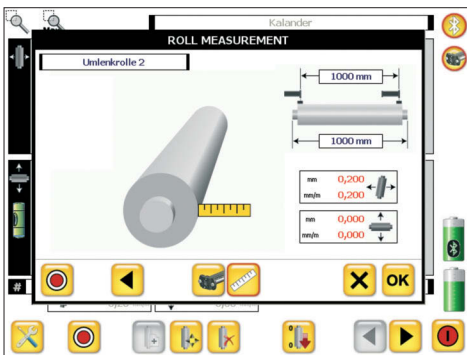 Kalander
ROLL MEASUREMENT
Umlenkrolle 2
1000 mm
1000 mm
mm 0,200
mm/m 0,200
mm 0,000
mm/m 0,000
#
OK